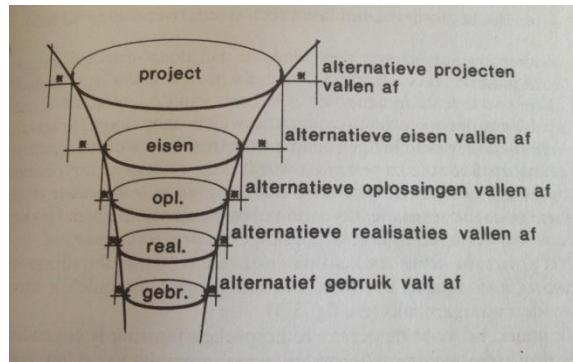 project
alternatieve projecten
vallen af
eisen
alternatieve eisen vallen af
opl.
alternatieve oplossingen vallen af
real.
alternatieve realisaties vallen af
gebr.
alternatief gebruik valt af